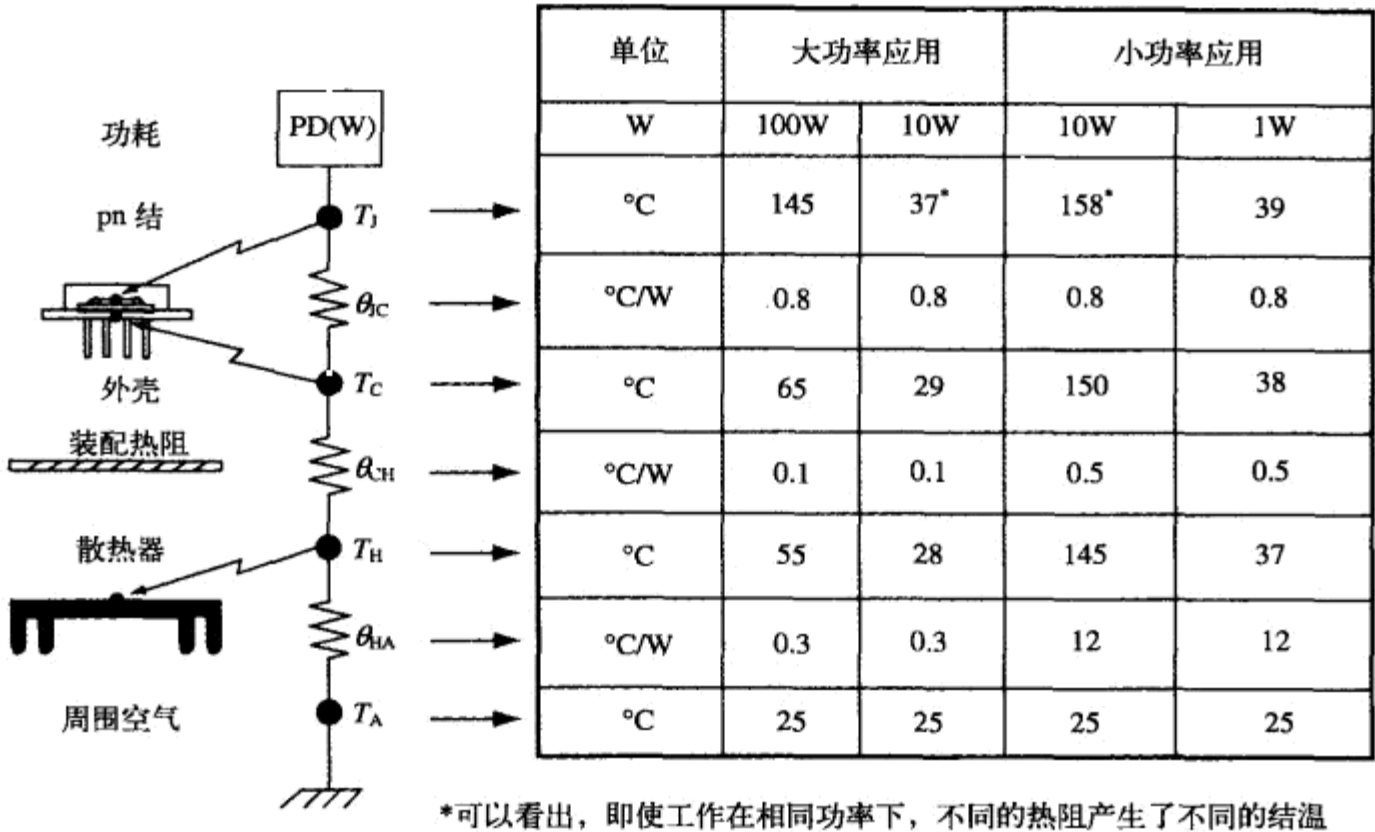 单位 大功率应用 小功率应用
功耗 PD(W) W 100W 10W 10W 1W
pn 结 TJ °C 145 37* 158* 39
θJC °C/W 0.8 0.8 0.8 0.8
外壳 TC °C 65 29 150 38
装配热阻 θCH °C/W 0.1 0.1 0.5 0.5
散热器 TH °C 55 28 145 37
θHA °C/W 0.3 0.3 12 12
周围空气 TA °C 25 25 25 25
*可以看出，即使工作在相同功率下，不同的热阻产生了不同的结温